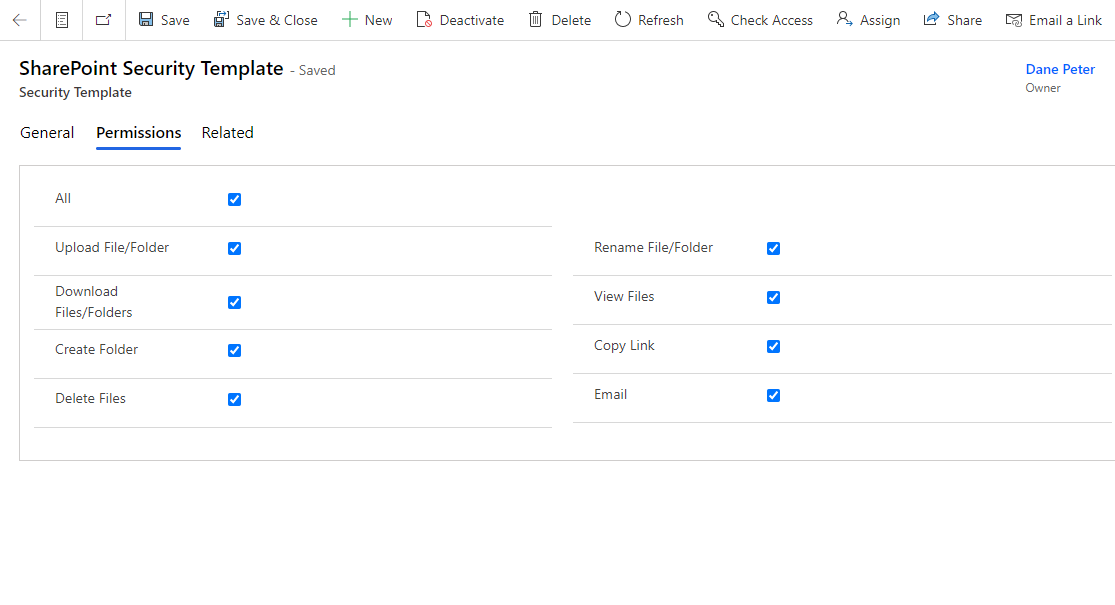 Save Save & Close New Deactivate Delete Refresh Check Access Assign Share Email a Link
SharePoint Security Template - Saved
Security Template
Dane Peter
Owner
General Permissions Related
All
Upload File/Folder
Download
Files/Folders
Create Folder
Delete Files
Rename File/Folder
View Files
Copy Link
Email